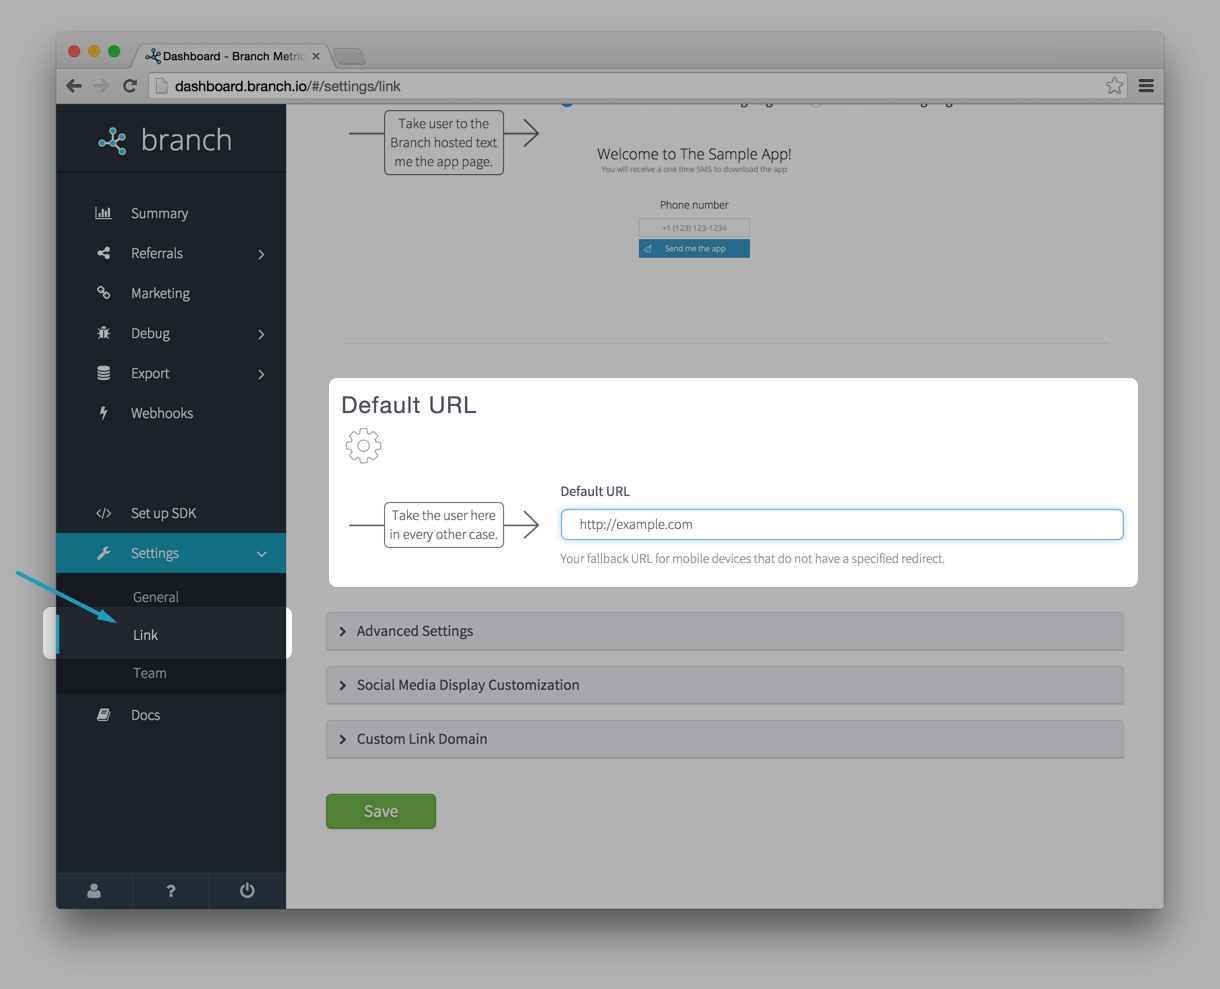 Dashboard - Branch Metric
dashboard.branch.io/#/settings/link
branch
Summary
Referrals
Marketing
Debug
Export
Webhooks
</> Set up SDK
Settings
General
Link
Team
Docs
?
Take user to the
Branch hosted text
me the app page.
Welcome to The Sample App!
You will receive a one time SMS to download the app
Phone number
+1 (123) 123-1234
Send me the app
Default URL
Take the user here
in every other case.
Default URL
http://example.com
Your fallback URL for mobile devices that do not have a specified redirect.
Advanced Settings
Social Media Display Customization
Custom Link Domain
Save